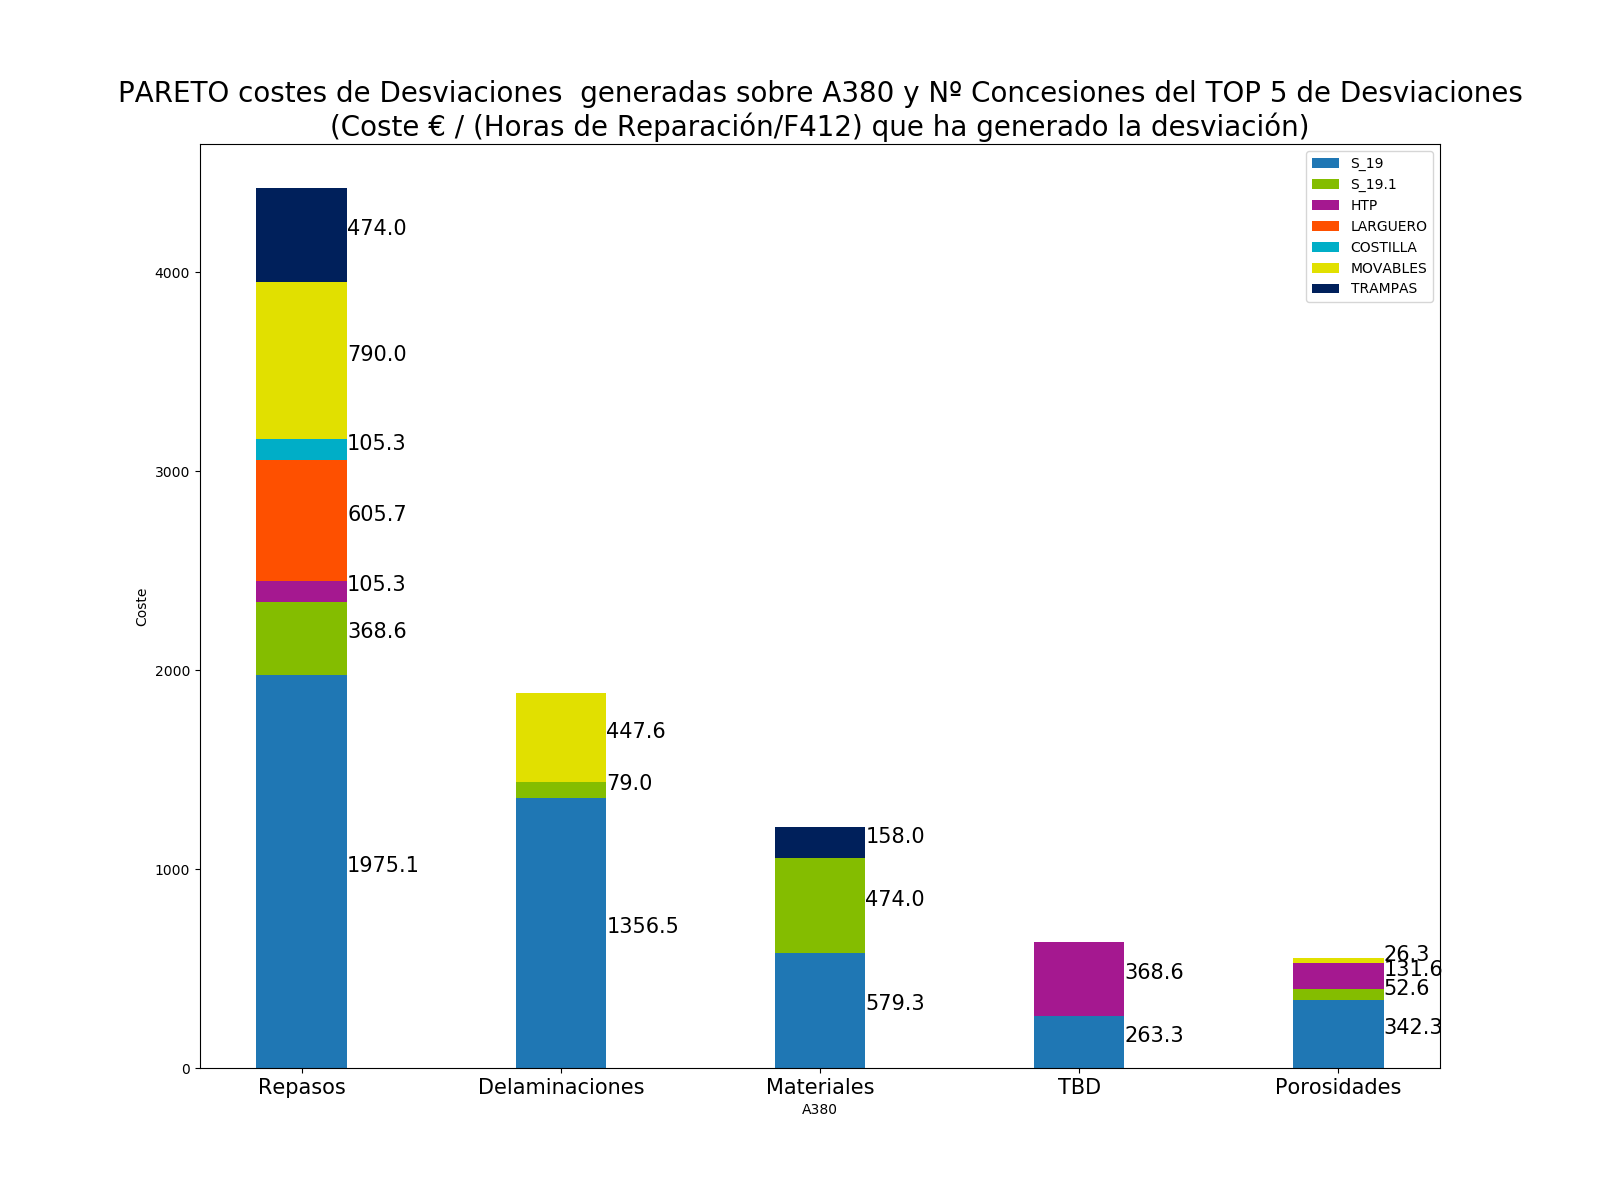 PARETO costes de Desviaciones  generadas sobre A380 y Nº Concesiones del TOP 5 de Desviaciones
(Coste € / (Horas de Reparación/F412) que ha generado la desviación)
S_19
S_19.1
HTP
LARGUERO
COSTILLA
MOVABLES
TRAMPAS
Coste
4000
3000
2000
1000
0
474.0
790.0
105.3
605.7
105.3
368.6
1975.1
447.6
79.0
1356.5
158.0
474.0
579.3
368.6
263.3
26.3
131.6
52.6
342.3
Repasos
Delaminaciones
Materiales
TBD
Porosidades
A380